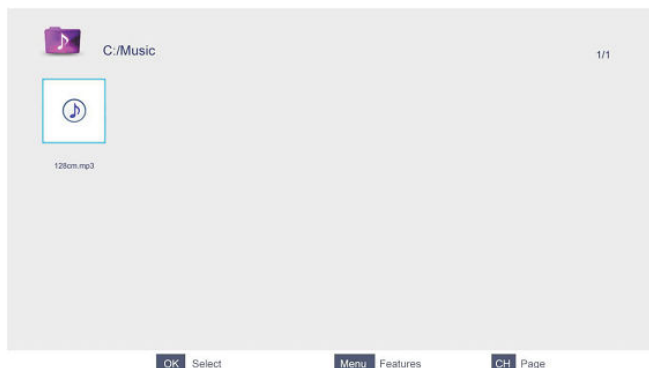 C:/Music
1/1
128cm.mp3
OK Select
Menu Features
CH Page